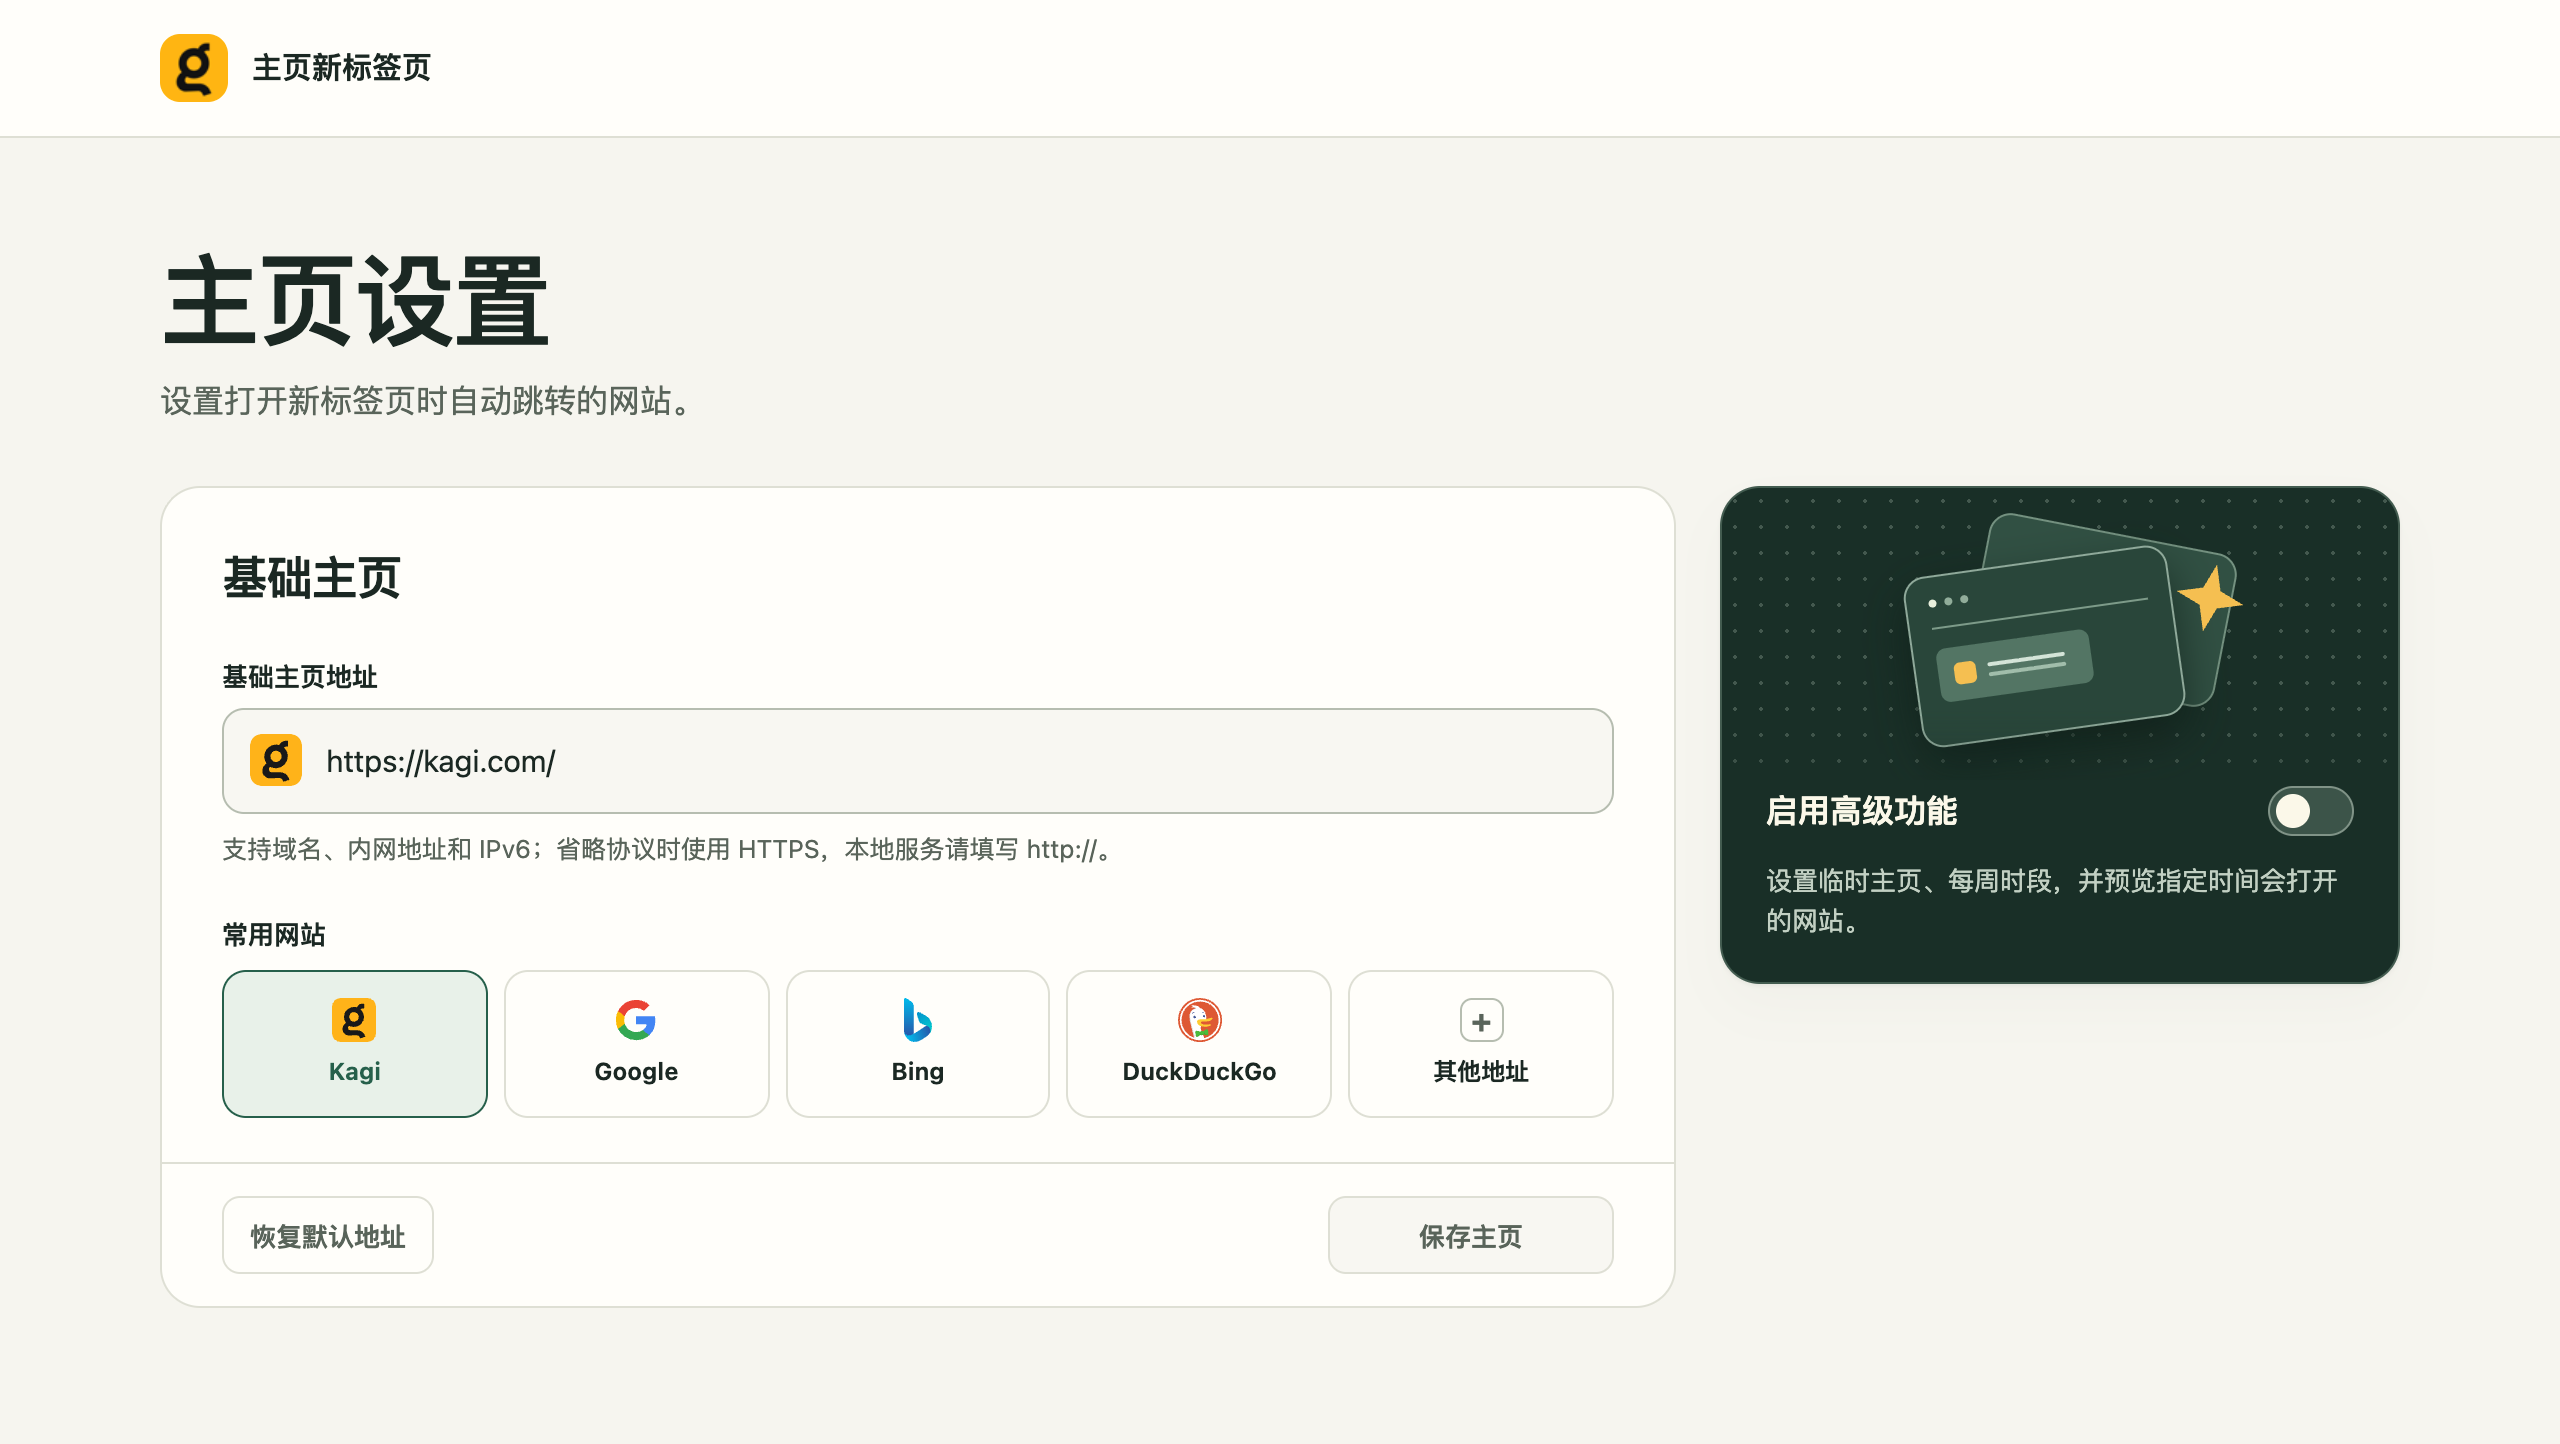 主页新标签页
主页设置
设置打开新标签页时自动跳转的网站。
基础主页
基础主页地址
https://kagi.com/
支持域名、内网地址和 IPv6；省略协议时使用 HTTPS，本地服务请填写 http://。
常用网站
Kagi
Google
Bing
DuckDuckGo
其他地址
恢复默认地址
保存主页
启用高级功能
设置临时主页、每周时段，并预览指定时间会打开
的网站。